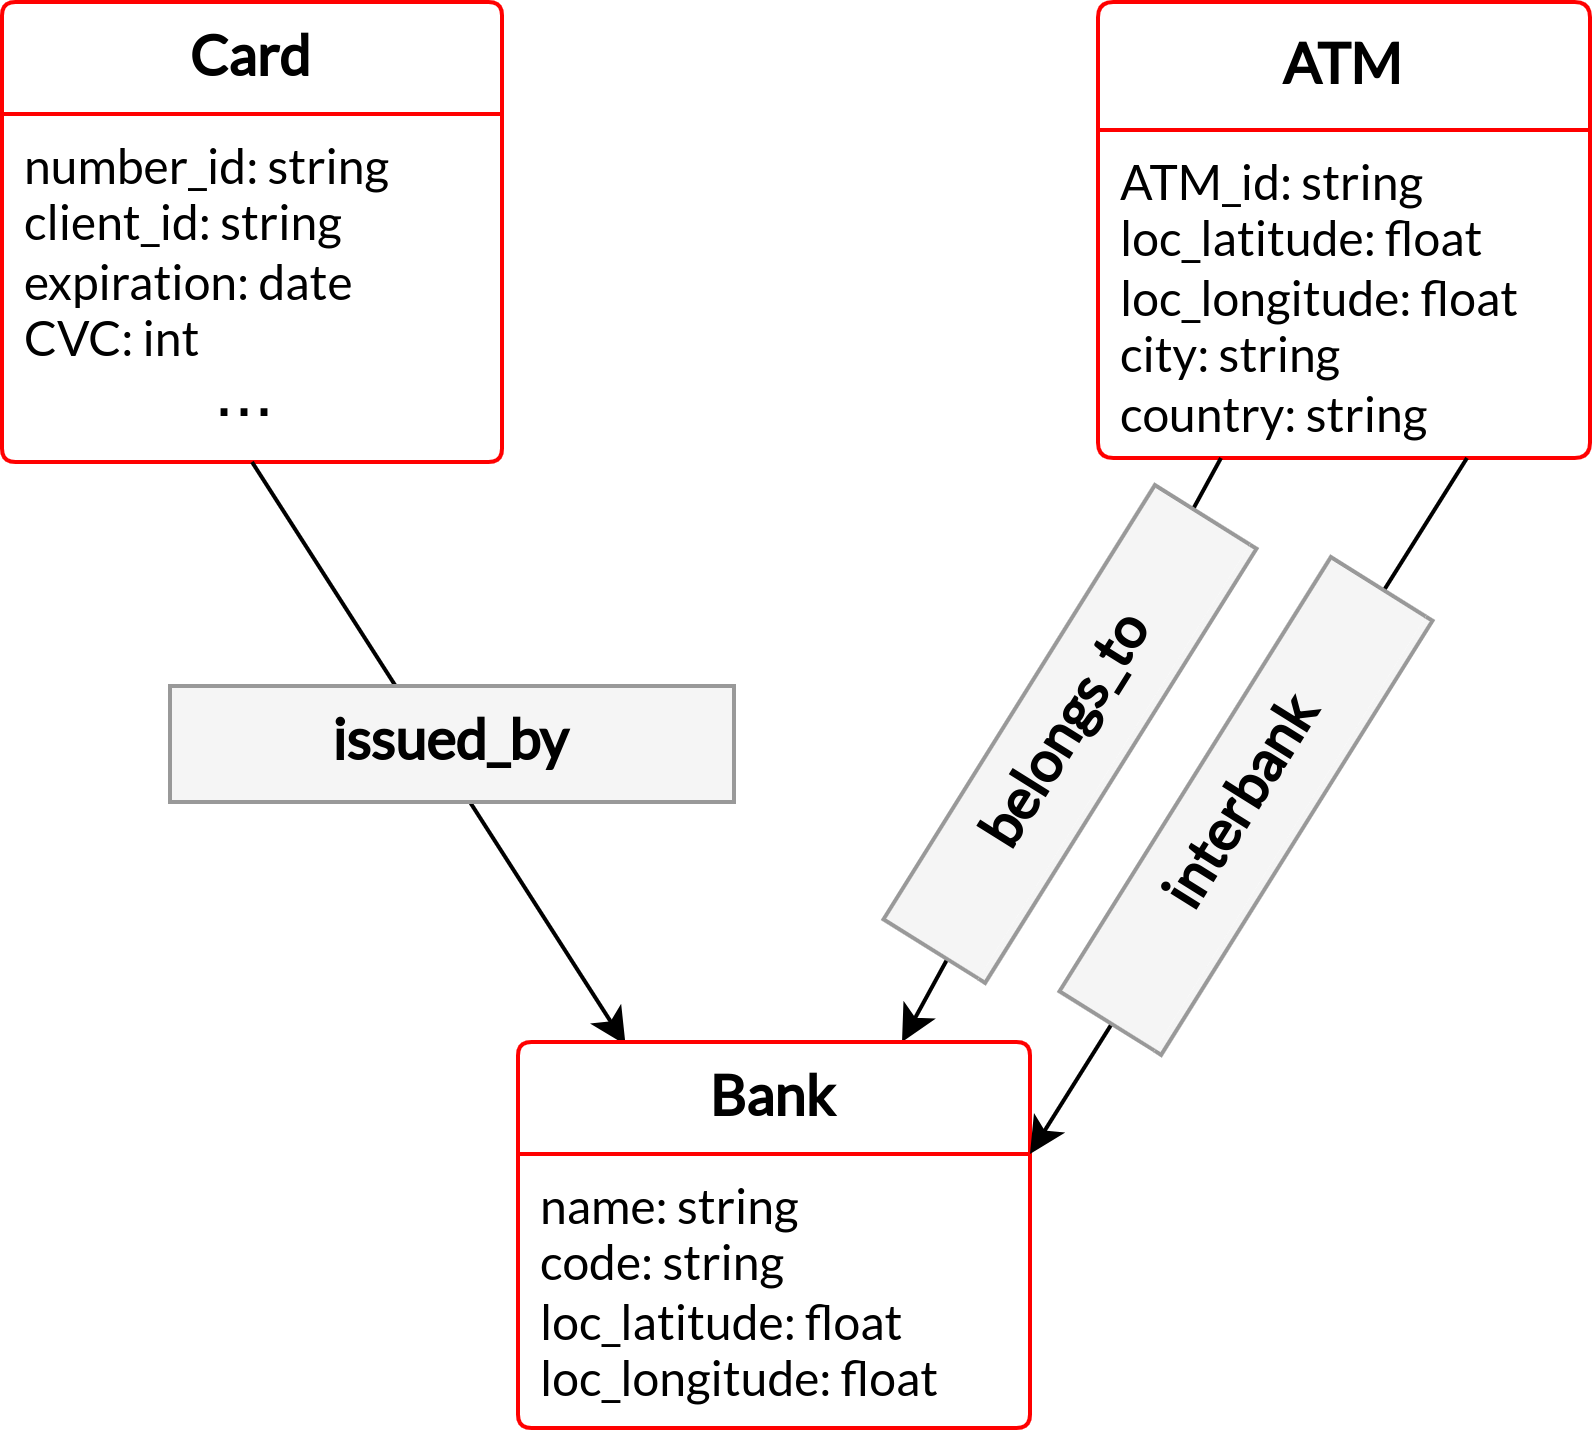 Card
number_id: string
client_id: string
expiration: date
CVC: int
...
ATM
ATM_id: string
loc_latitude: float
loc_longitude: float
city: string
country: string
issued_by
belongs_to
interbank
Bank
name: string
code: string
loc_latitude: float
loc_longitude: float